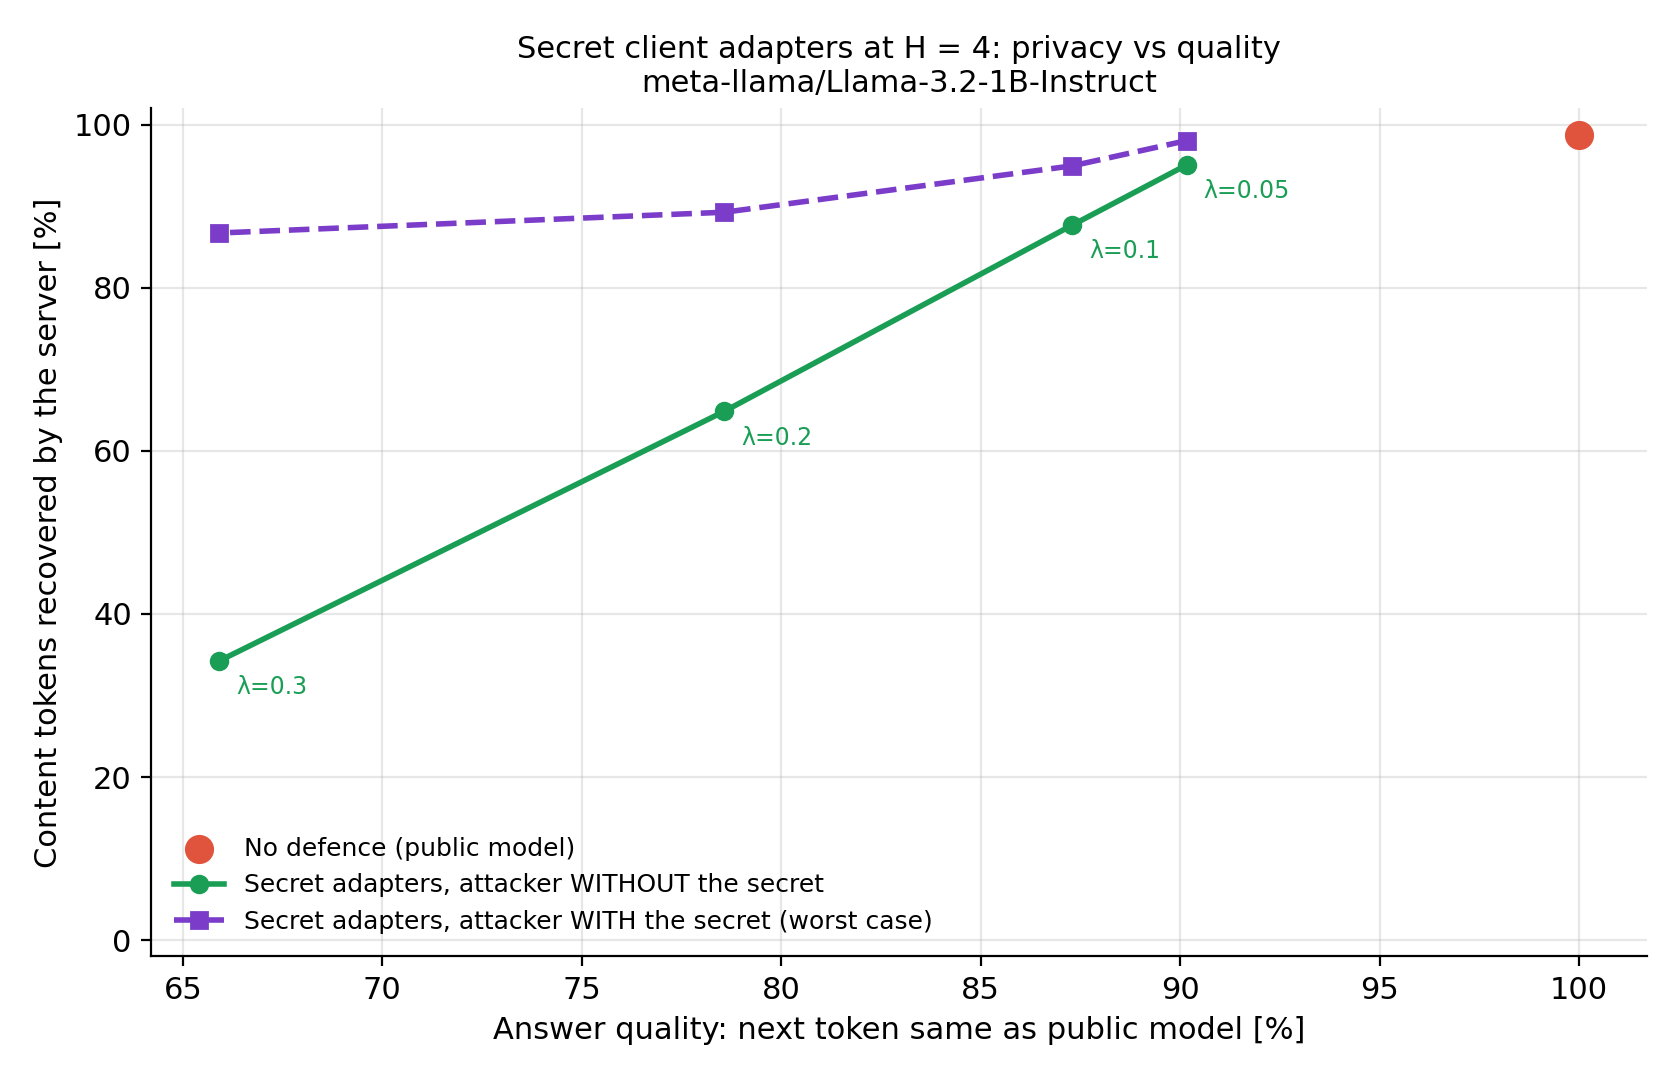 Secret client adapters at H = 4: privacy vs quality
meta-llama/Llama-3.2-1B-Instruct
Content tokens recovered by the server [%]
100
80
60
40
20
0
λ=0.05
λ=0.1
λ=0.2
λ=0.3
No defence (public model)
Secret adapters, attacker WITHOUT the secret
Secret adapters, attacker WITH the secret (worst case)
65 70 75 80 85 90 95 100
Answer quality: next token same as public model [%]